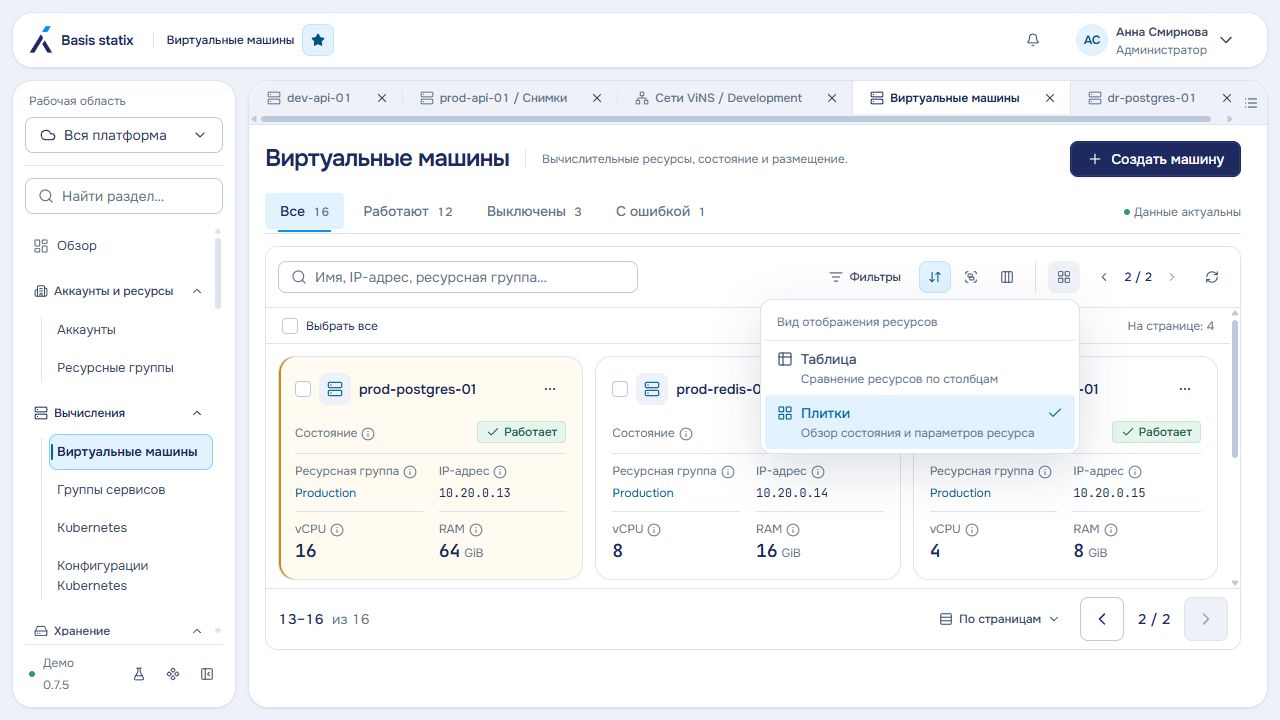 Basis statix
Виртуальные машины
АС
Анна Смирнова
Администратор
Рабочая область
Вся платформа
Найти раздел...
Обзор
Аккаунты и ресурсы
Аккаунты
Ресурсные группы
Вычисления
Виртуальные машины
Группы сервисов
Kubernetes
Конфигурации
Kubernetes
Хранение
Демо
0.7.5
dev-api-01
prod-api-01 / Снимки
Сети ViNS / Development
Виртуальные машины
dr-postgres-01
Виртуальные машины
Вычислительные ресурсы, состояние и размещение.
Создать машину
Все 16
Работают 12
Выключены 3
С ошибкой 1
Данные актуальны
Имя, IP-адрес, ресурсная группа...
Фильтры
2 / 2
Выбрать все
На странице: 4
Вид отображения ресурсов
Таблица
Сравнение ресурсов по столбцам
Плитки
Обзор состояния и параметров ресурса
prod-postgres-01
Состояние
Работает
Ресурсная группа
IP-адрес
Production
10.20.0.13
vCPU
RAM
16
64 GiB
prod-redis-0
Состояние
Ресурсная группа
IP-адрес
Production
10.20.0.14
vCPU
RAM
8
16 GiB
-01
Работает
Ресурсная группа
IP-адрес
Production
10.20.0.15
vCPU
RAM
4
8 GiB
13–16 из 16
По страницам
2 / 2